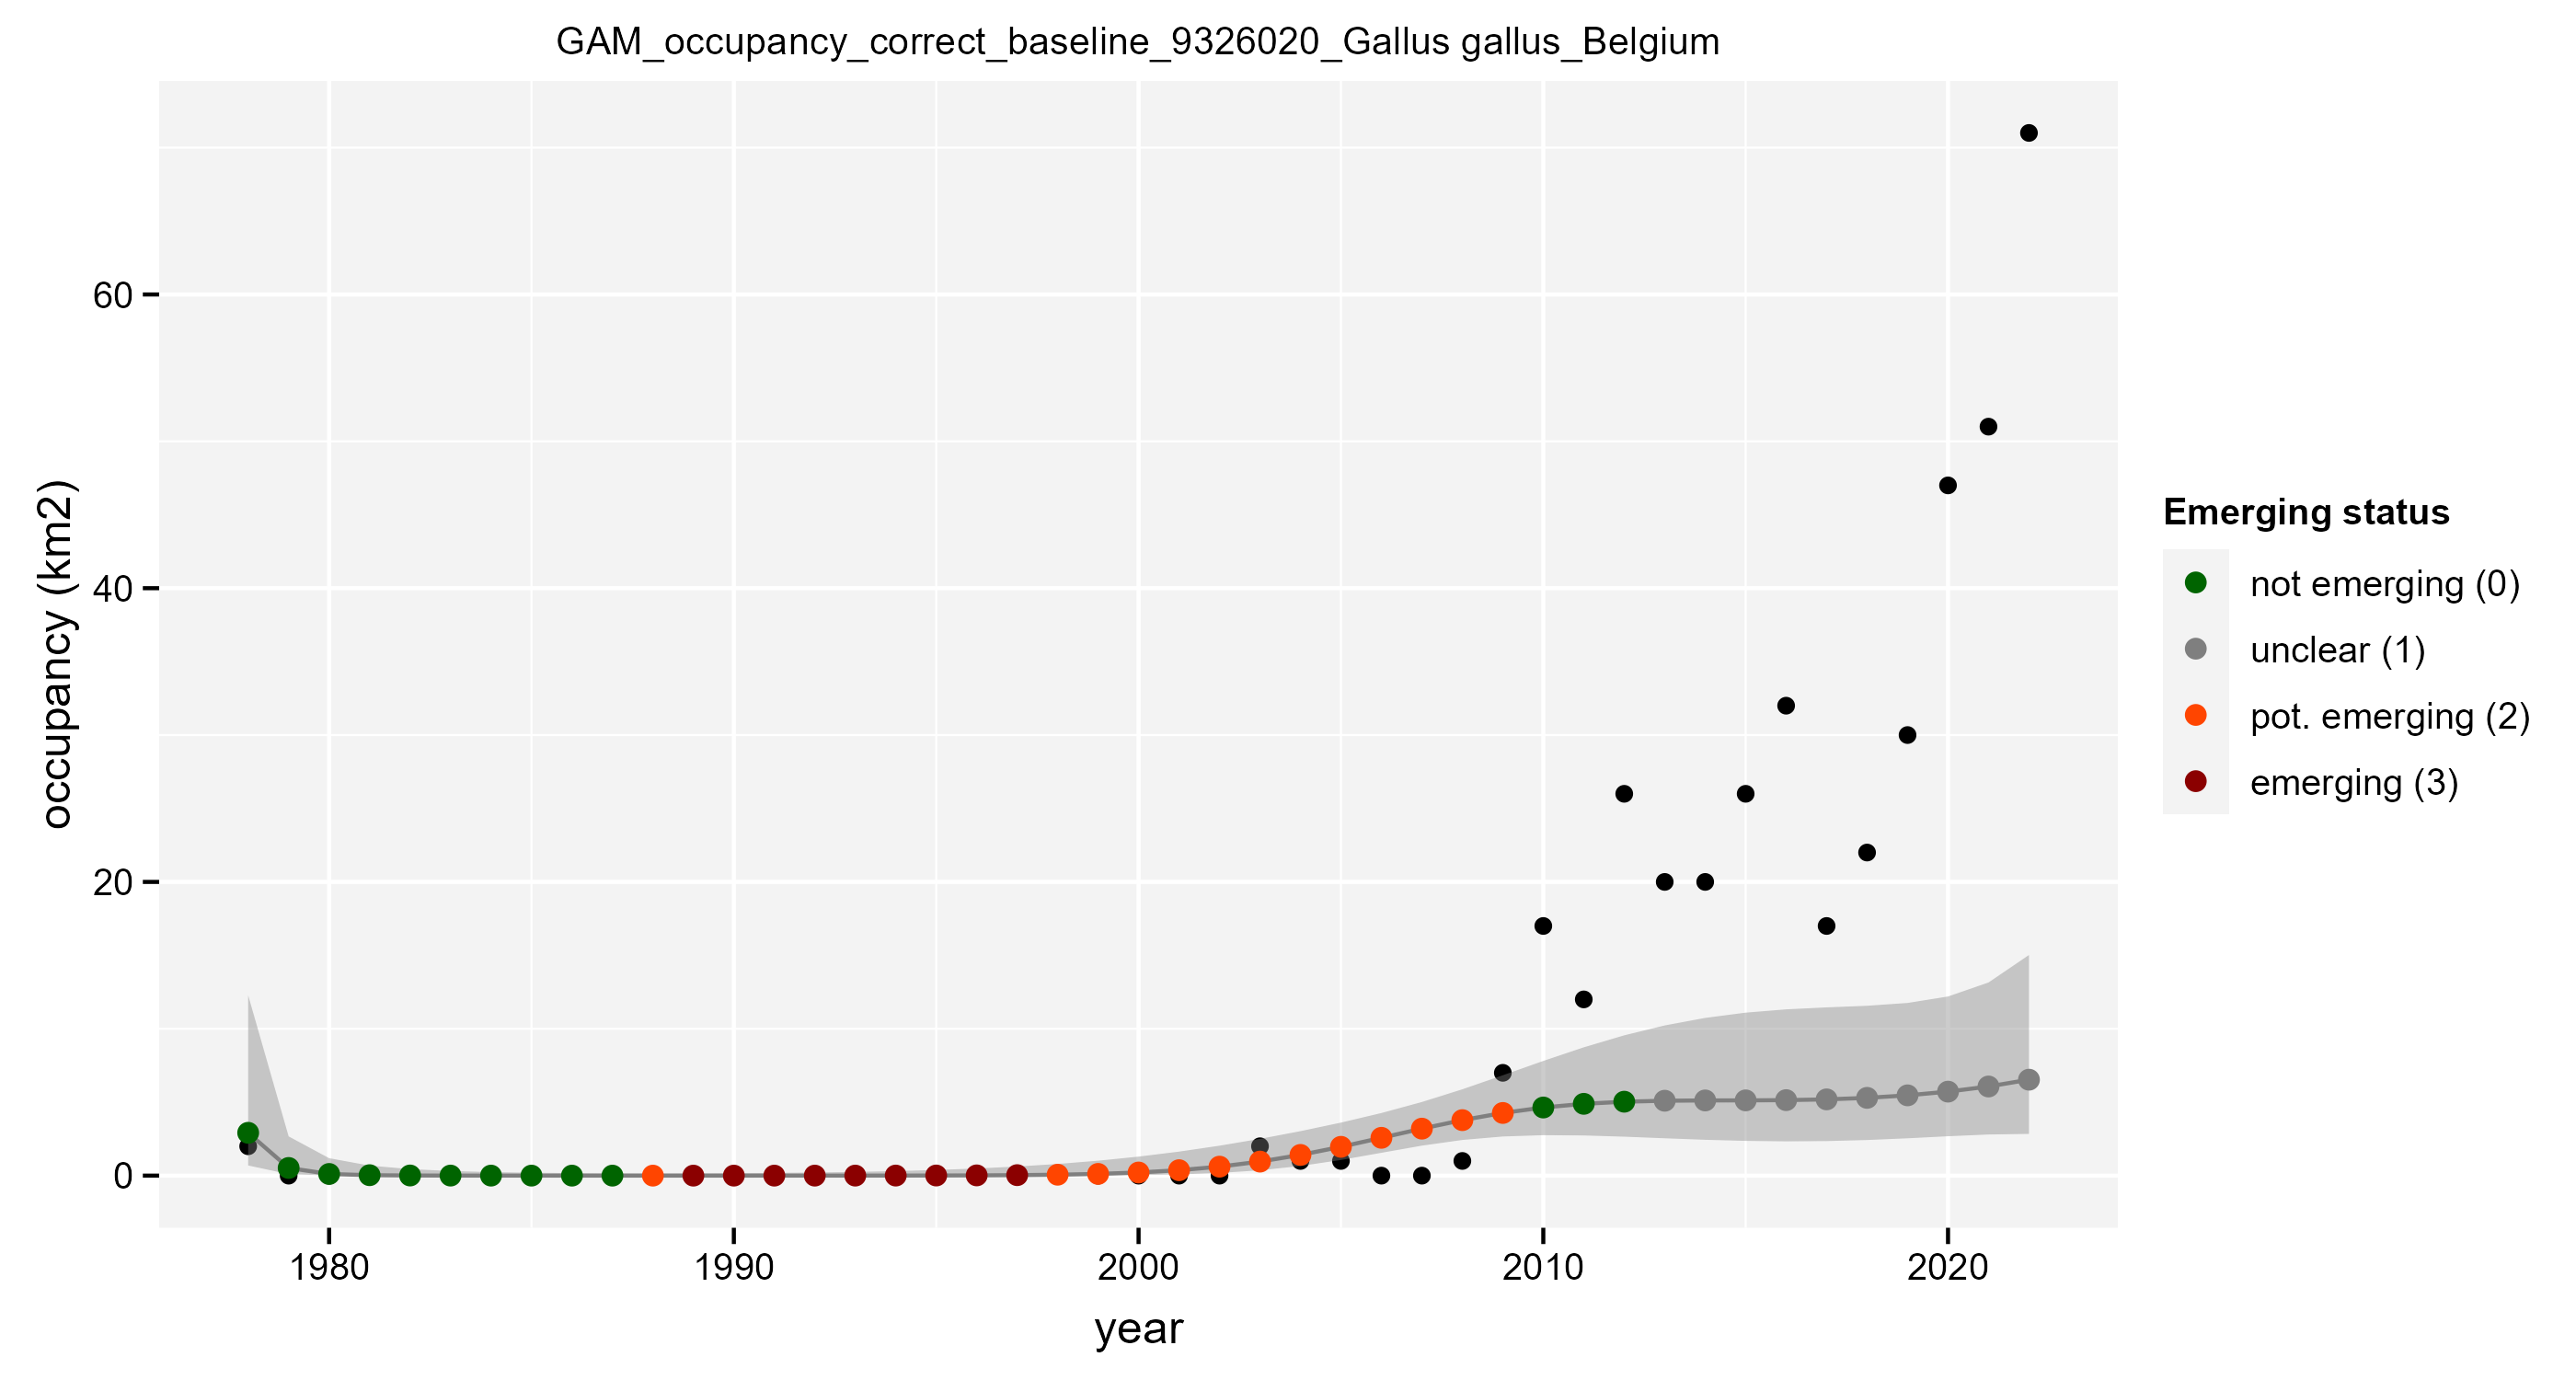 GAM_occupancy_correct_baseline_9326020_Gallus gallus_Belgium
occupancy (km2)
60
40
20
0
1980 1990 2000 2010 2020
year
Emerging status
not emerging (0)
unclear (1)
pot. emerging (2)
emerging (3)